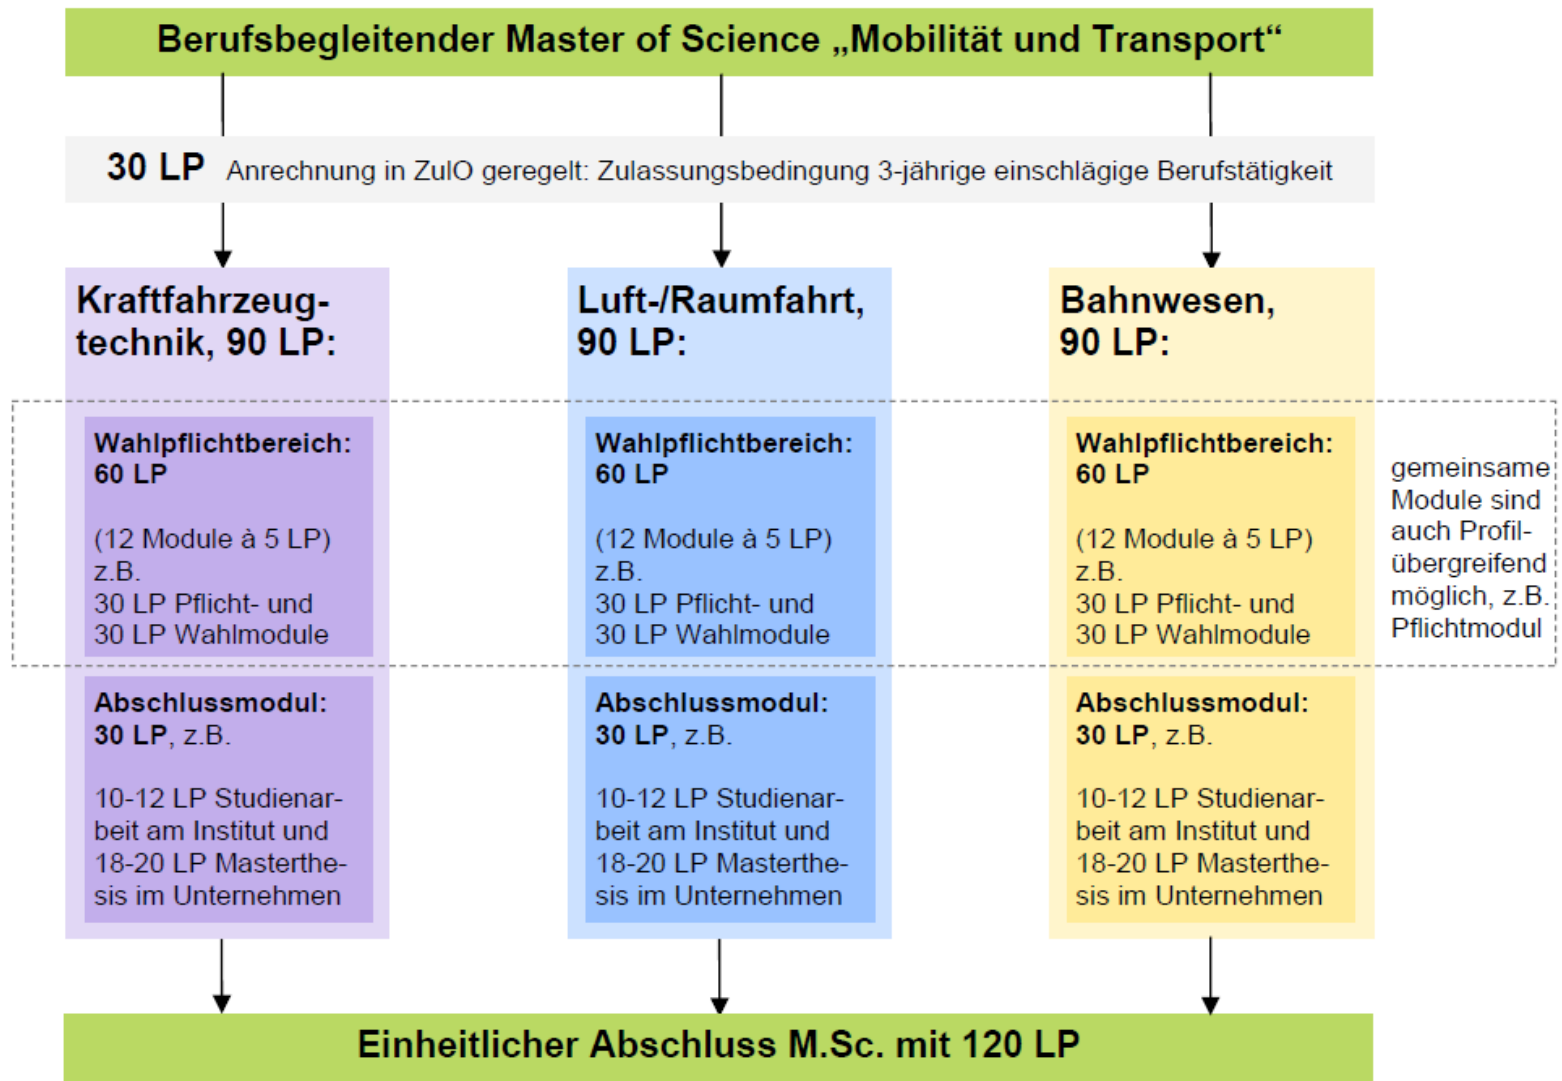 Berufsbegleitender Master of Science „Mobilität und Transport“
30 LP Anrechnung in ZulO geregelt: Zulassungsbedingung 3-jährige einschlägige Berufstätigkeit
Kraftfahrzeug-
technik, 90 LP:
Wahlpflichtbereich:
60 LP
(12 Module à 5 LP)
z.B.
30 LP Pflicht- und
30 LP Wahlmodule
Abschlussmodul:
30 LP, z.B.
10-12 LP Studienar-
beit am Institut und
18-20 LP Masterthe-
sis im Unternehmen
Luft-/Raumfahrt,
90 LP:
Wahlpflichtbereich:
60 LP
(12 Module à 5 LP)
z.B.
30 LP Pflicht- und
30 LP Wahlmodule
Abschlussmodul:
30 LP, z.B.
10-12 LP Studienar-
beit am Institut und
18-20 LP Masterthe-
sis im Unternehmen
Bahnwesen,
90 LP:
Wahlpflichtbereich:
60 LP
(12 Module à 5 LP)
z.B.
30 LP Pflicht- und
30 LP Wahlmodule
Abschlussmodul:
30 LP, z.B.
10-12 LP Studienar-
beit am Institut und
18-20 LP Masterthe-
sis im Unternehmen
gemeinsame
Module sind
auch Profil-
übergreifend
möglich, z.B.
Pflichtmodul
Einheitlicher Abschluss M.Sc. mit 120 LP